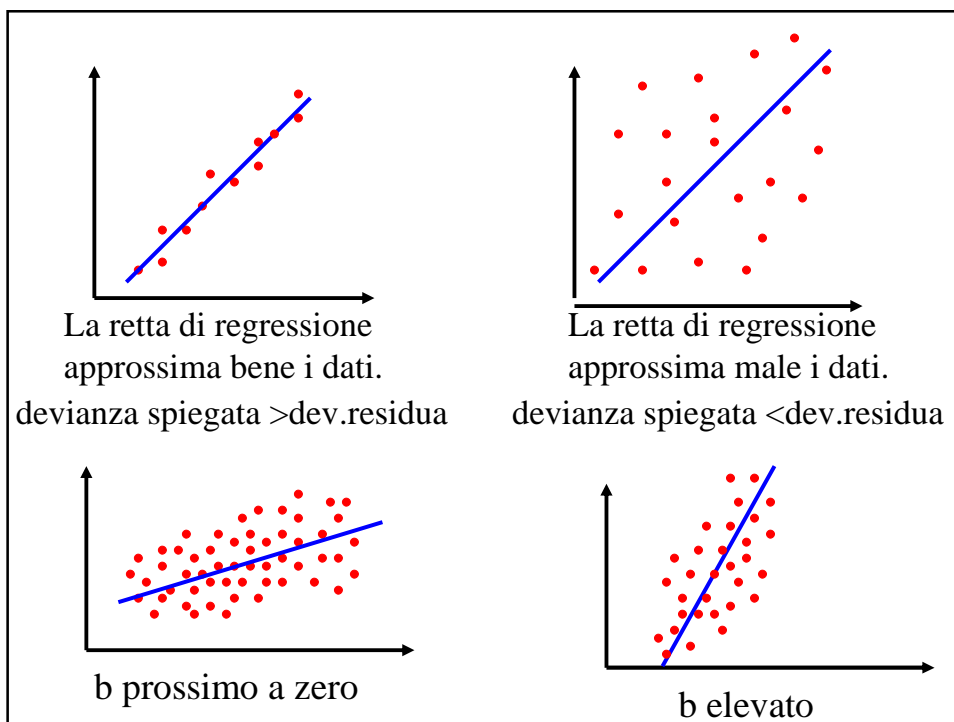 La retta di regressione
approssima bene i dati.
devianza spiegata >dev.residua
La retta di regressione
approssima male i dati.
devianza spiegata <dev.residua
b prossimo a zero
b elevato